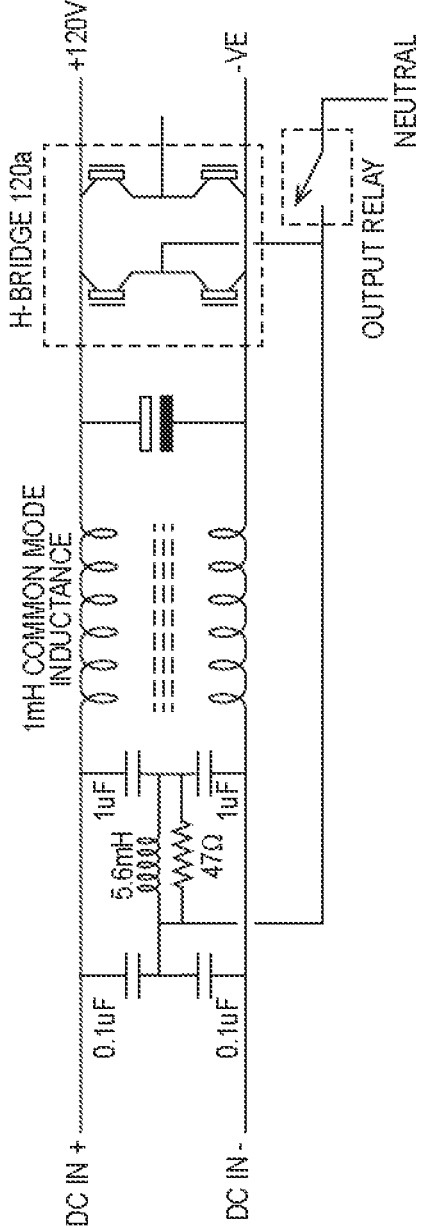 DC IN +
DC IN -
0.1uF
0.1uF
5.6mH
47Ω
1uF
1uF
1mH COMMON MODE
INDUCTANCE
H-BRIDGE 120a
+120V
-VE
OUTPUT RELAY
NEUTRAL